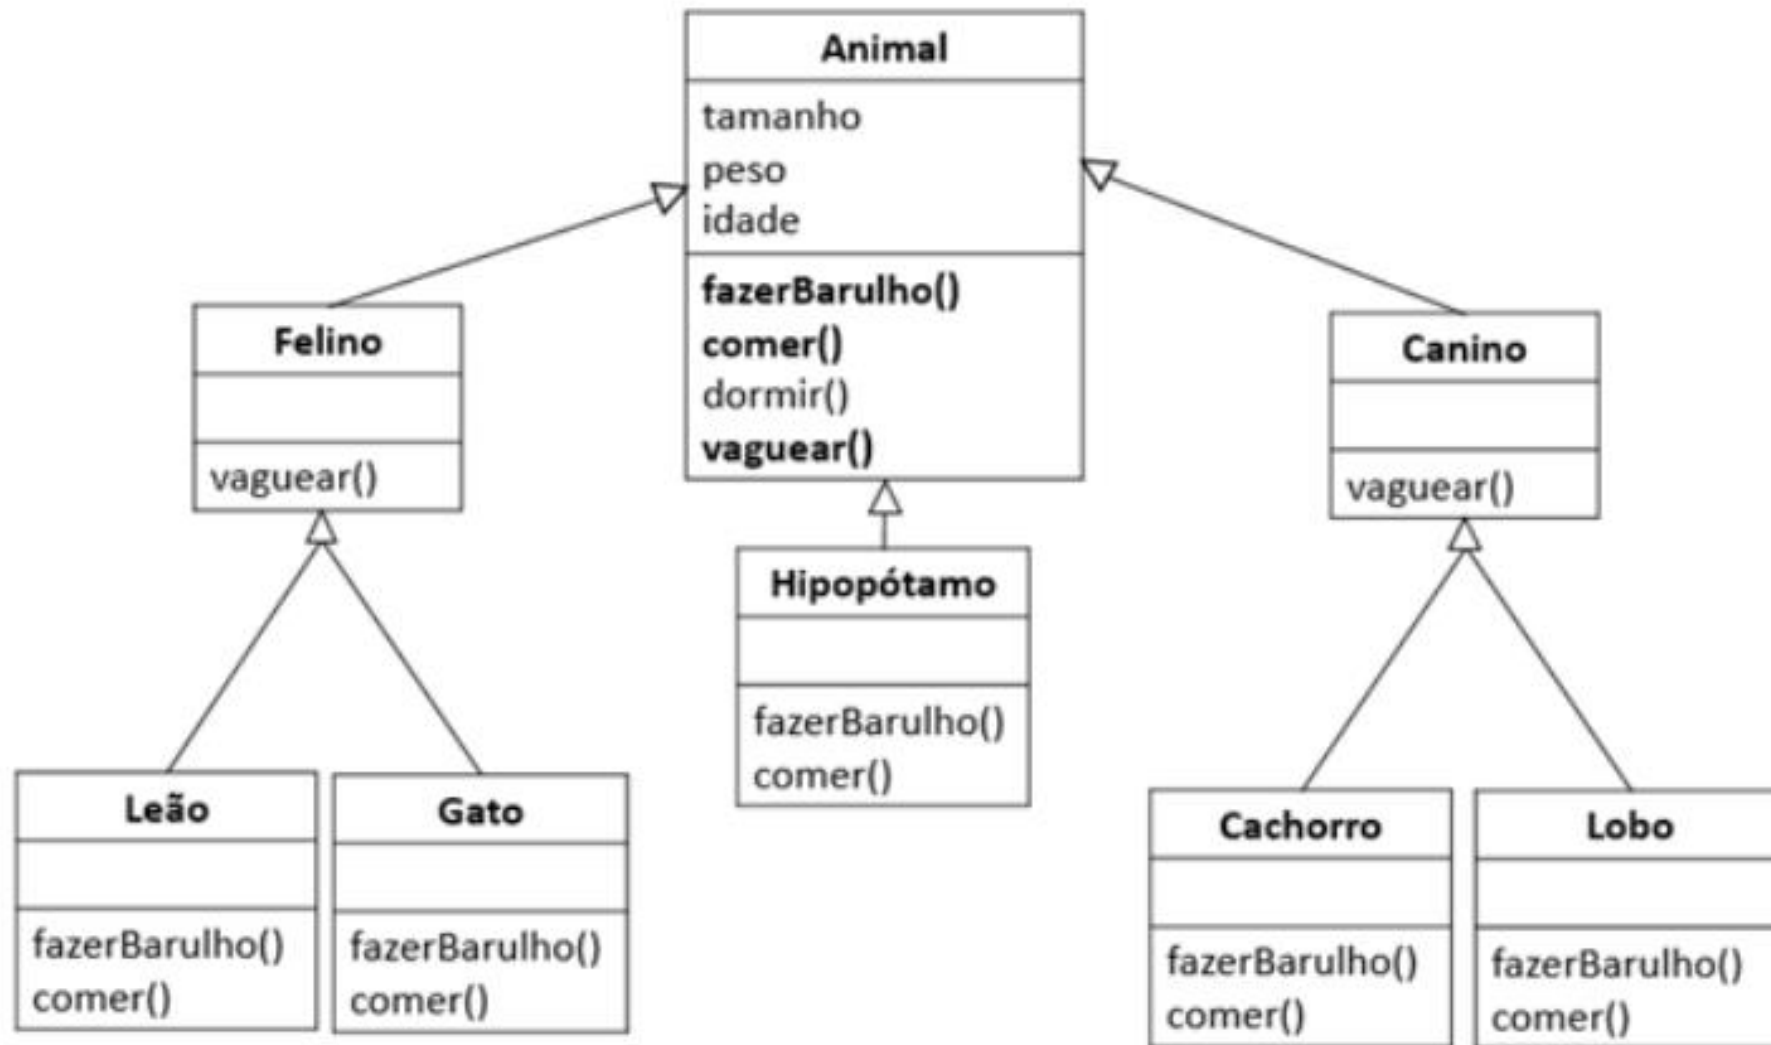 Animal
tamanho
peso
idade
fazerBarulho()
comer()
dormir()
vaguear()
Felino
vaguear()
Canino
vaguear()
Hipopótamo
fazerBarulho()
comer()
Leão
fazerBarulho()
comer()
Gato
fazerBarulho()
comer()
Cachorro
fazerBarulho()
comer()
Lobo
fazerBarulho()
comer()